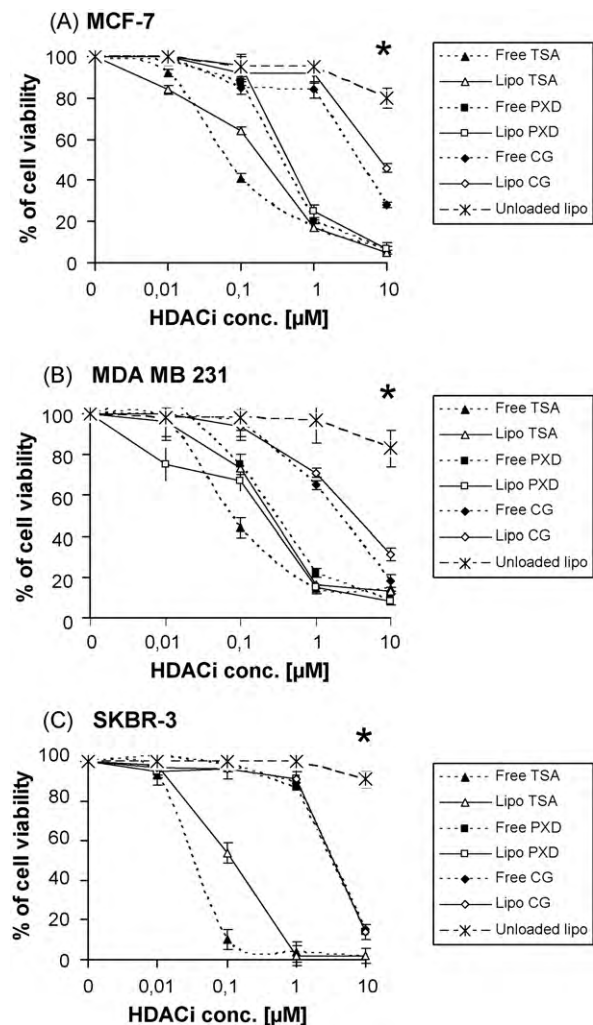 (A) MCF-7
*
% of cell viability
100
80
60
40
20
0
0 0,01 0,1 1 10
HDACi conc. [µM]
Free TSA
Lipo TSA
Free PXD
Lipo PXD
Free CG
Lipo CG
Unloaded lipo
(B) MDA MB 231
*
% of cell viability
100
80
60
40
20
0
0 0,01 0,1 1 10
HDACi conc. [µM]
Free TSA
Lipo TSA
Free PXD
Lipo PXD
Free CG
Lipo CG
Unloaded lipo
(C) SKBR-3
*
% of cell viability
100
80
60
40
20
0
0 0,01 0,1 1 10
HDACi conc. [µM]
Free TSA
Lipo TSA
Free PXD
Lipo PXD
Free CG
Lipo CG
Unloaded lipo